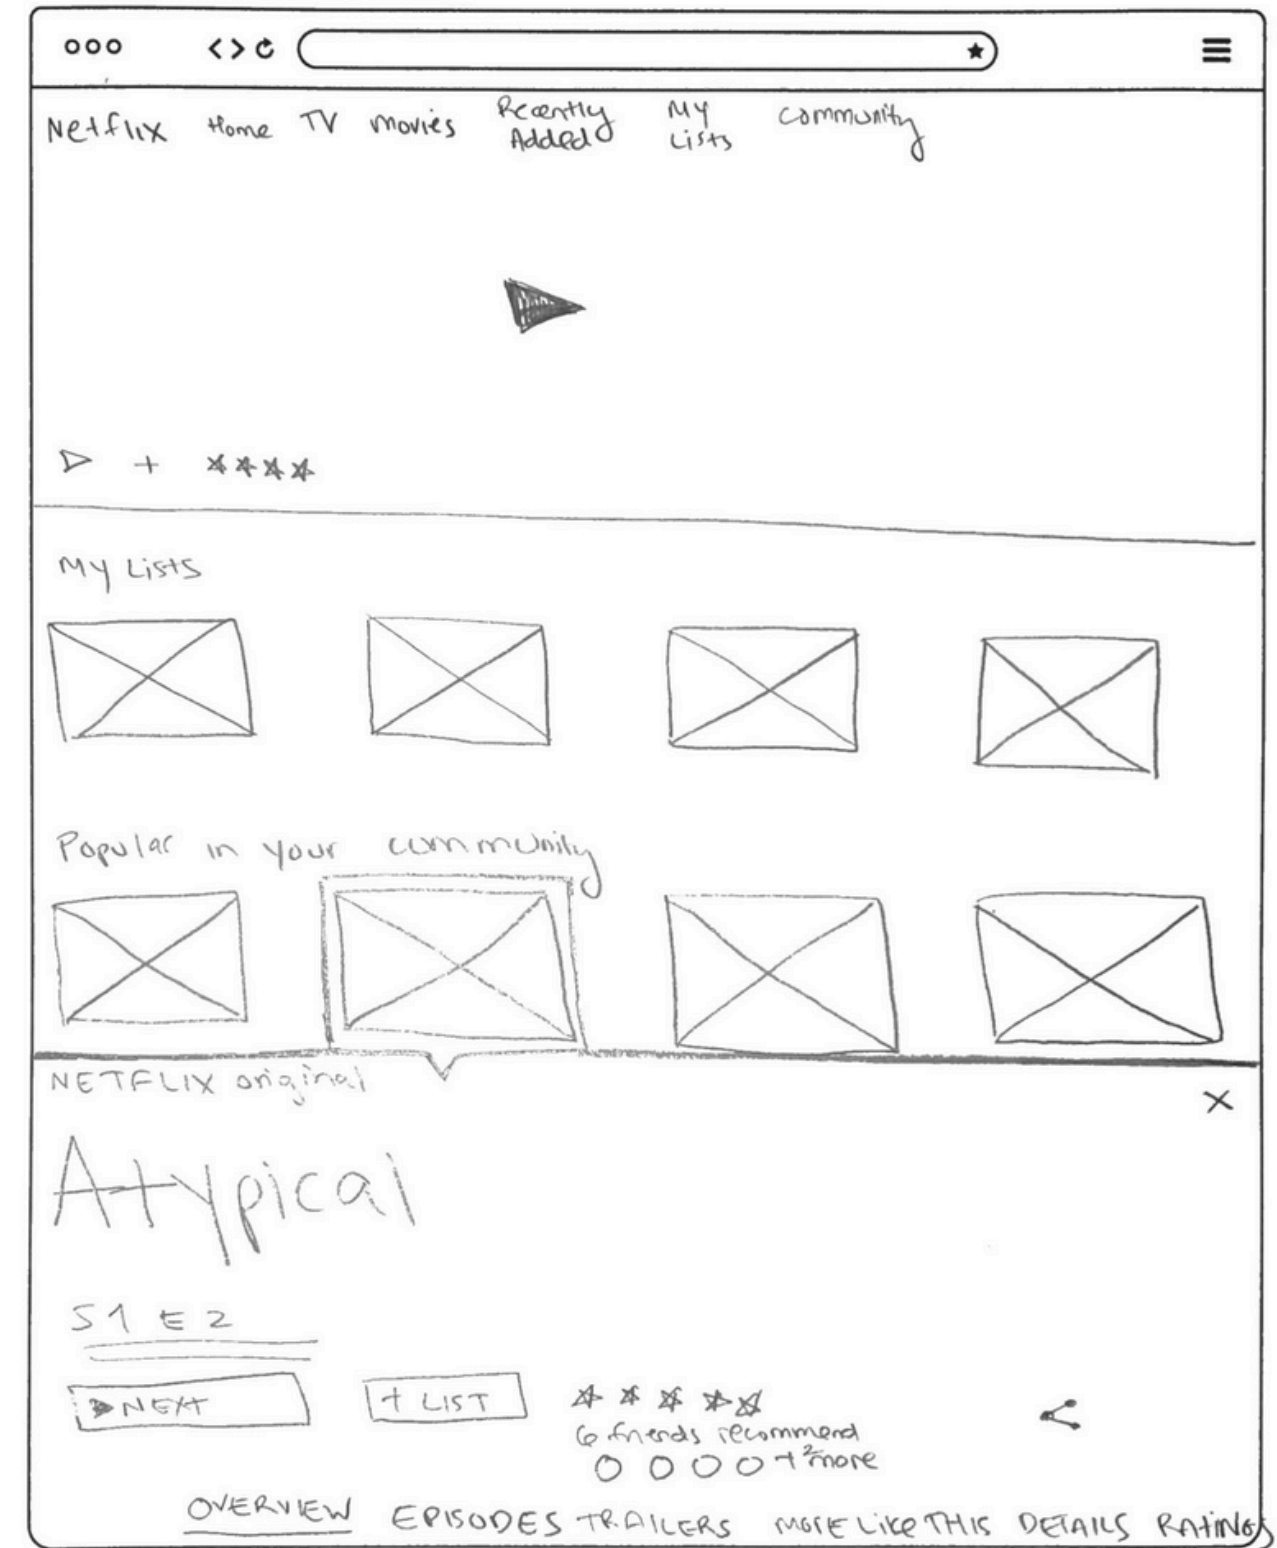 Netflix Home TV movies Recently Added My Lists Community
My Lists
Popular in your community
NETFLIX original
Atypical
S1 E2
NEXT
+ LIST
6 friends recommend
+2 more
OVERVIEW EPISODES TRAILERS MORE LIKE THIS DETAILS RATINGS